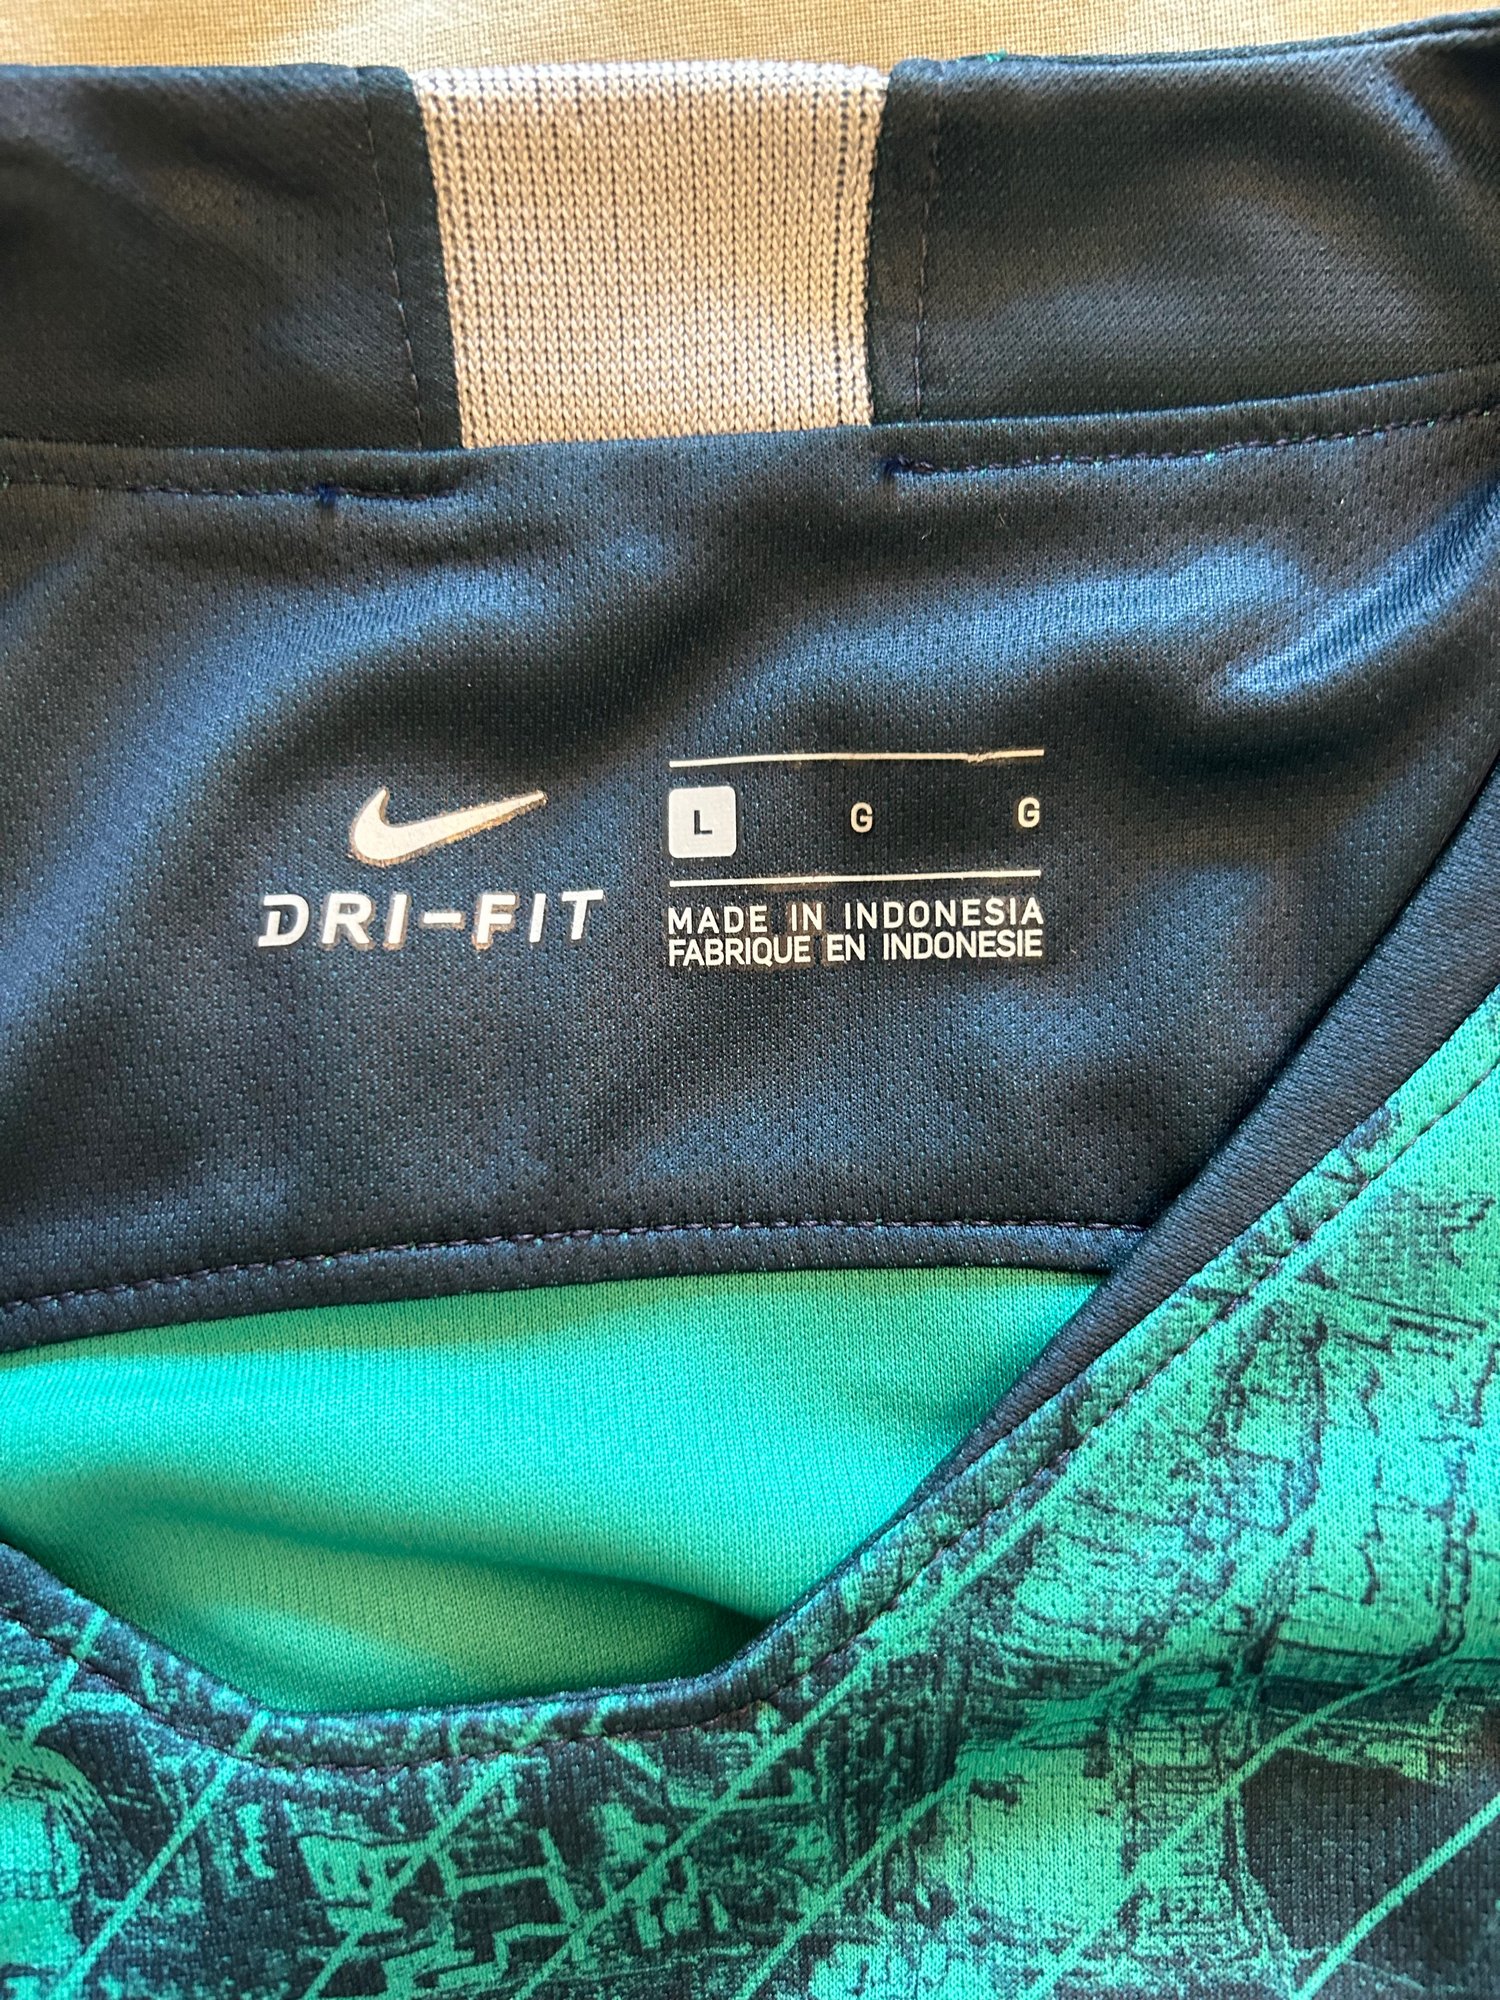 DRI-FIT
L G G
MADE IN INDONESIA
FABRIQUE EN INDONESIE